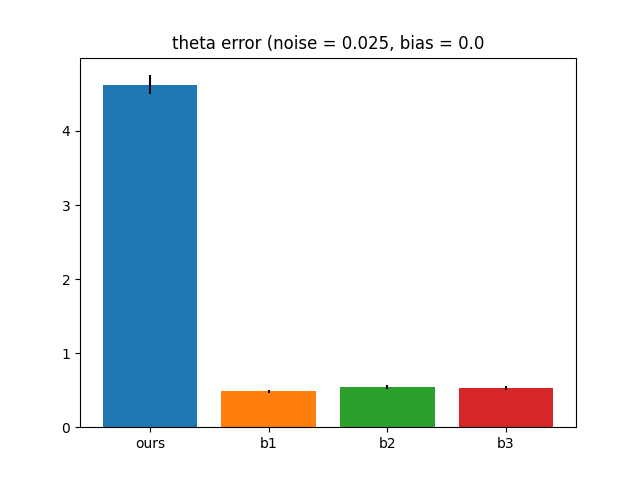 theta error (noise = 0.025, bias = 0.0
4
3
2
1
0
ours b1 b2 b3